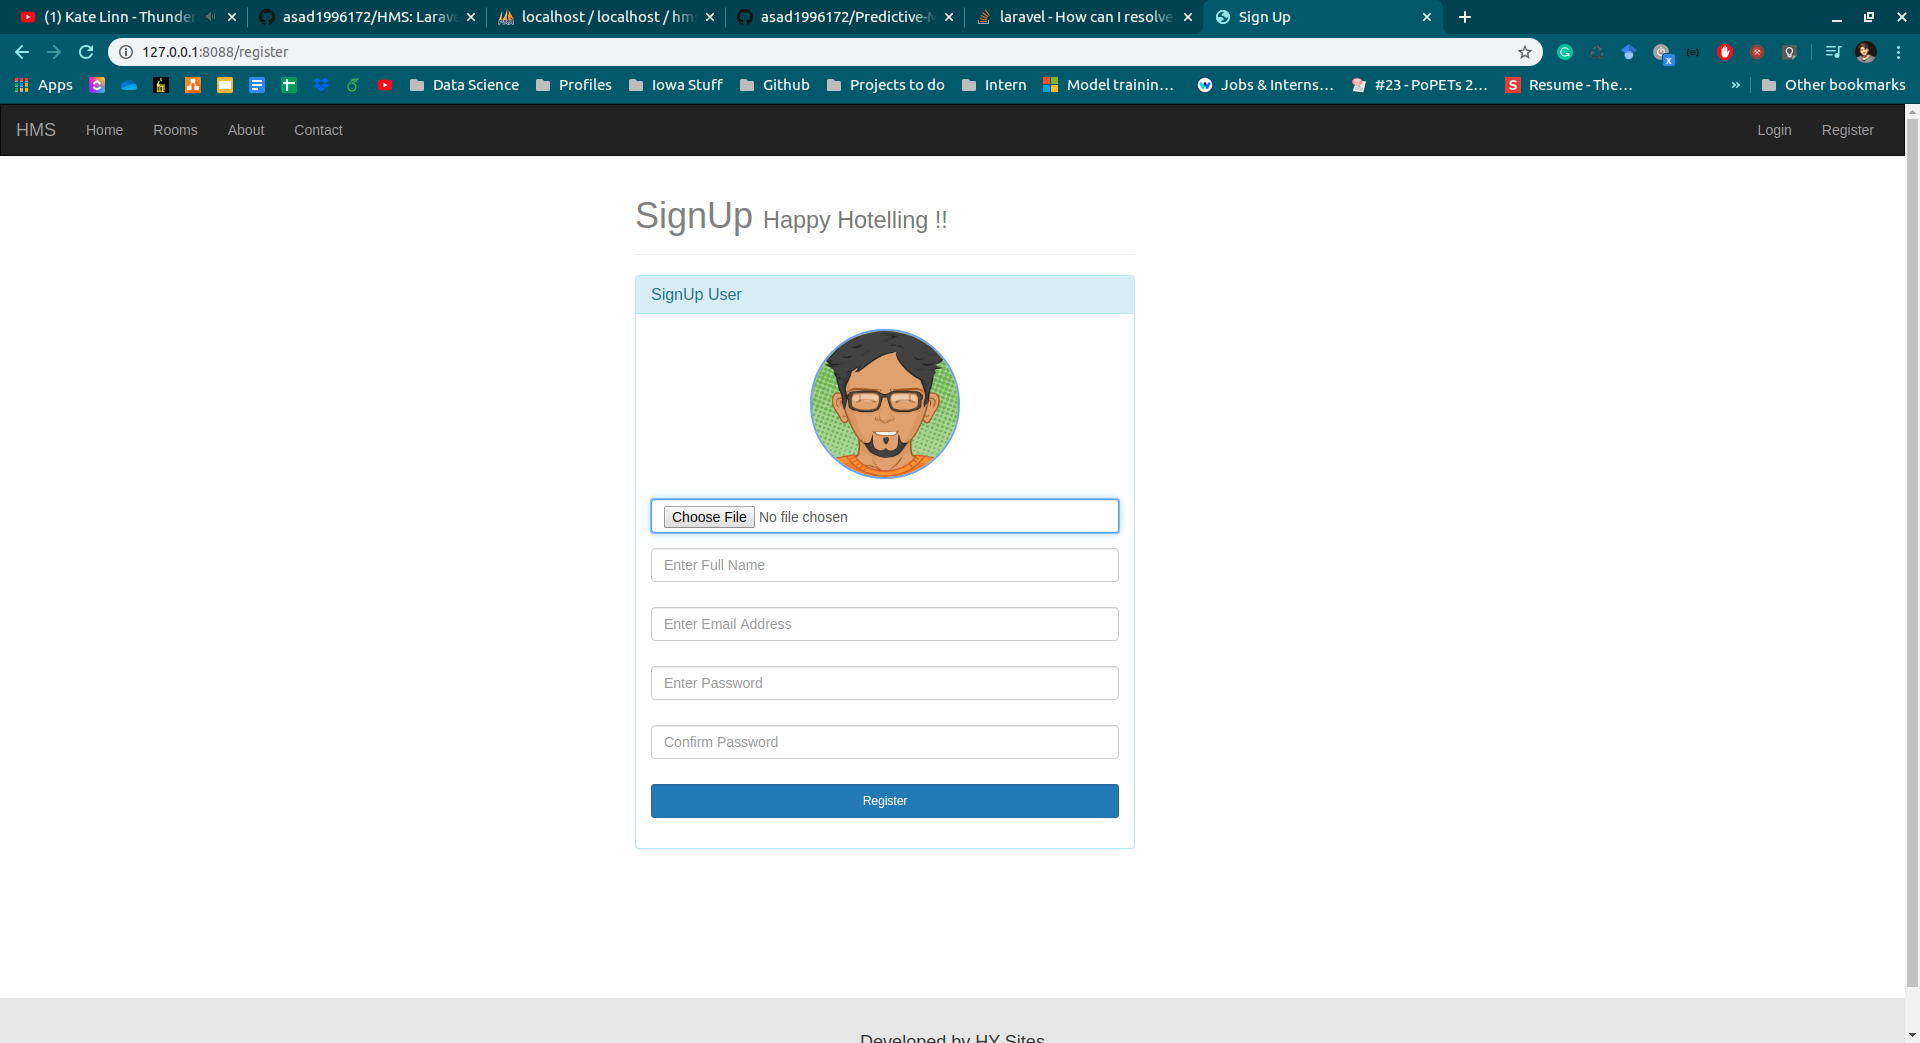 (1) Kate Linn - Thunder
asad1996172/HMS: Larave
localhost / localhost / hm
asad1996172/Predictive-M
laravel - How can I resolve
Sign Up
127.0.0.1:8088/register
Apps
Data Science
Profiles
Iowa Stuff
Github
Projects to do
Intern
Model trainin...
Jobs & Interns...
#23 - PoPETs 2...
S
Resume - The...
»
Other bookmarks
HMS
Home
Rooms
About
Contact
Login
Register
SignUp Happy Hotelling !!
SignUp User
Choose File No file chosen
Enter Full Name
Enter Email Address
Enter Password
Confirm Password
Register
Developed by HY Sites